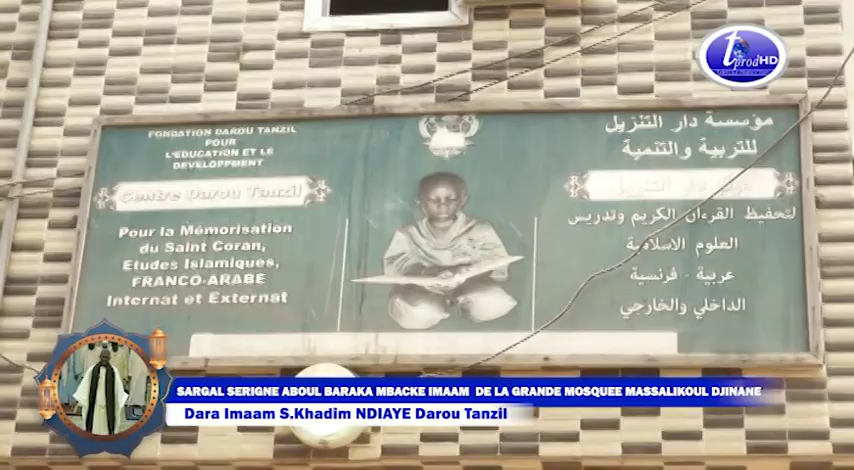 tprodHD
FONDATION DAROU TANZIL
POUR
L'EDUCATION ET LE
DEVELOPPMENT
Centre Darou Tanzil
Pour la Mémorisation
du Saint Coran,
Etudes Islamiques,
FRANCO-ARABE
Internat et Externat
مؤسسة دار التنزيل
للتربية والتنمية
مركز دار التنزيل
لتحفيظ القرءان الكريم وتدريس
العلوم الاسلامية
عربية - فرنسية
الداخلي والخارجي
SARGAL SERIGNE ABOUL BARAKA MBACKE IMAAM DE LA GRANDE MOSQUEE MASSALIKOUL DJINANE
Dara Imaam S.Khadim NDIAYE Darou Tanzil